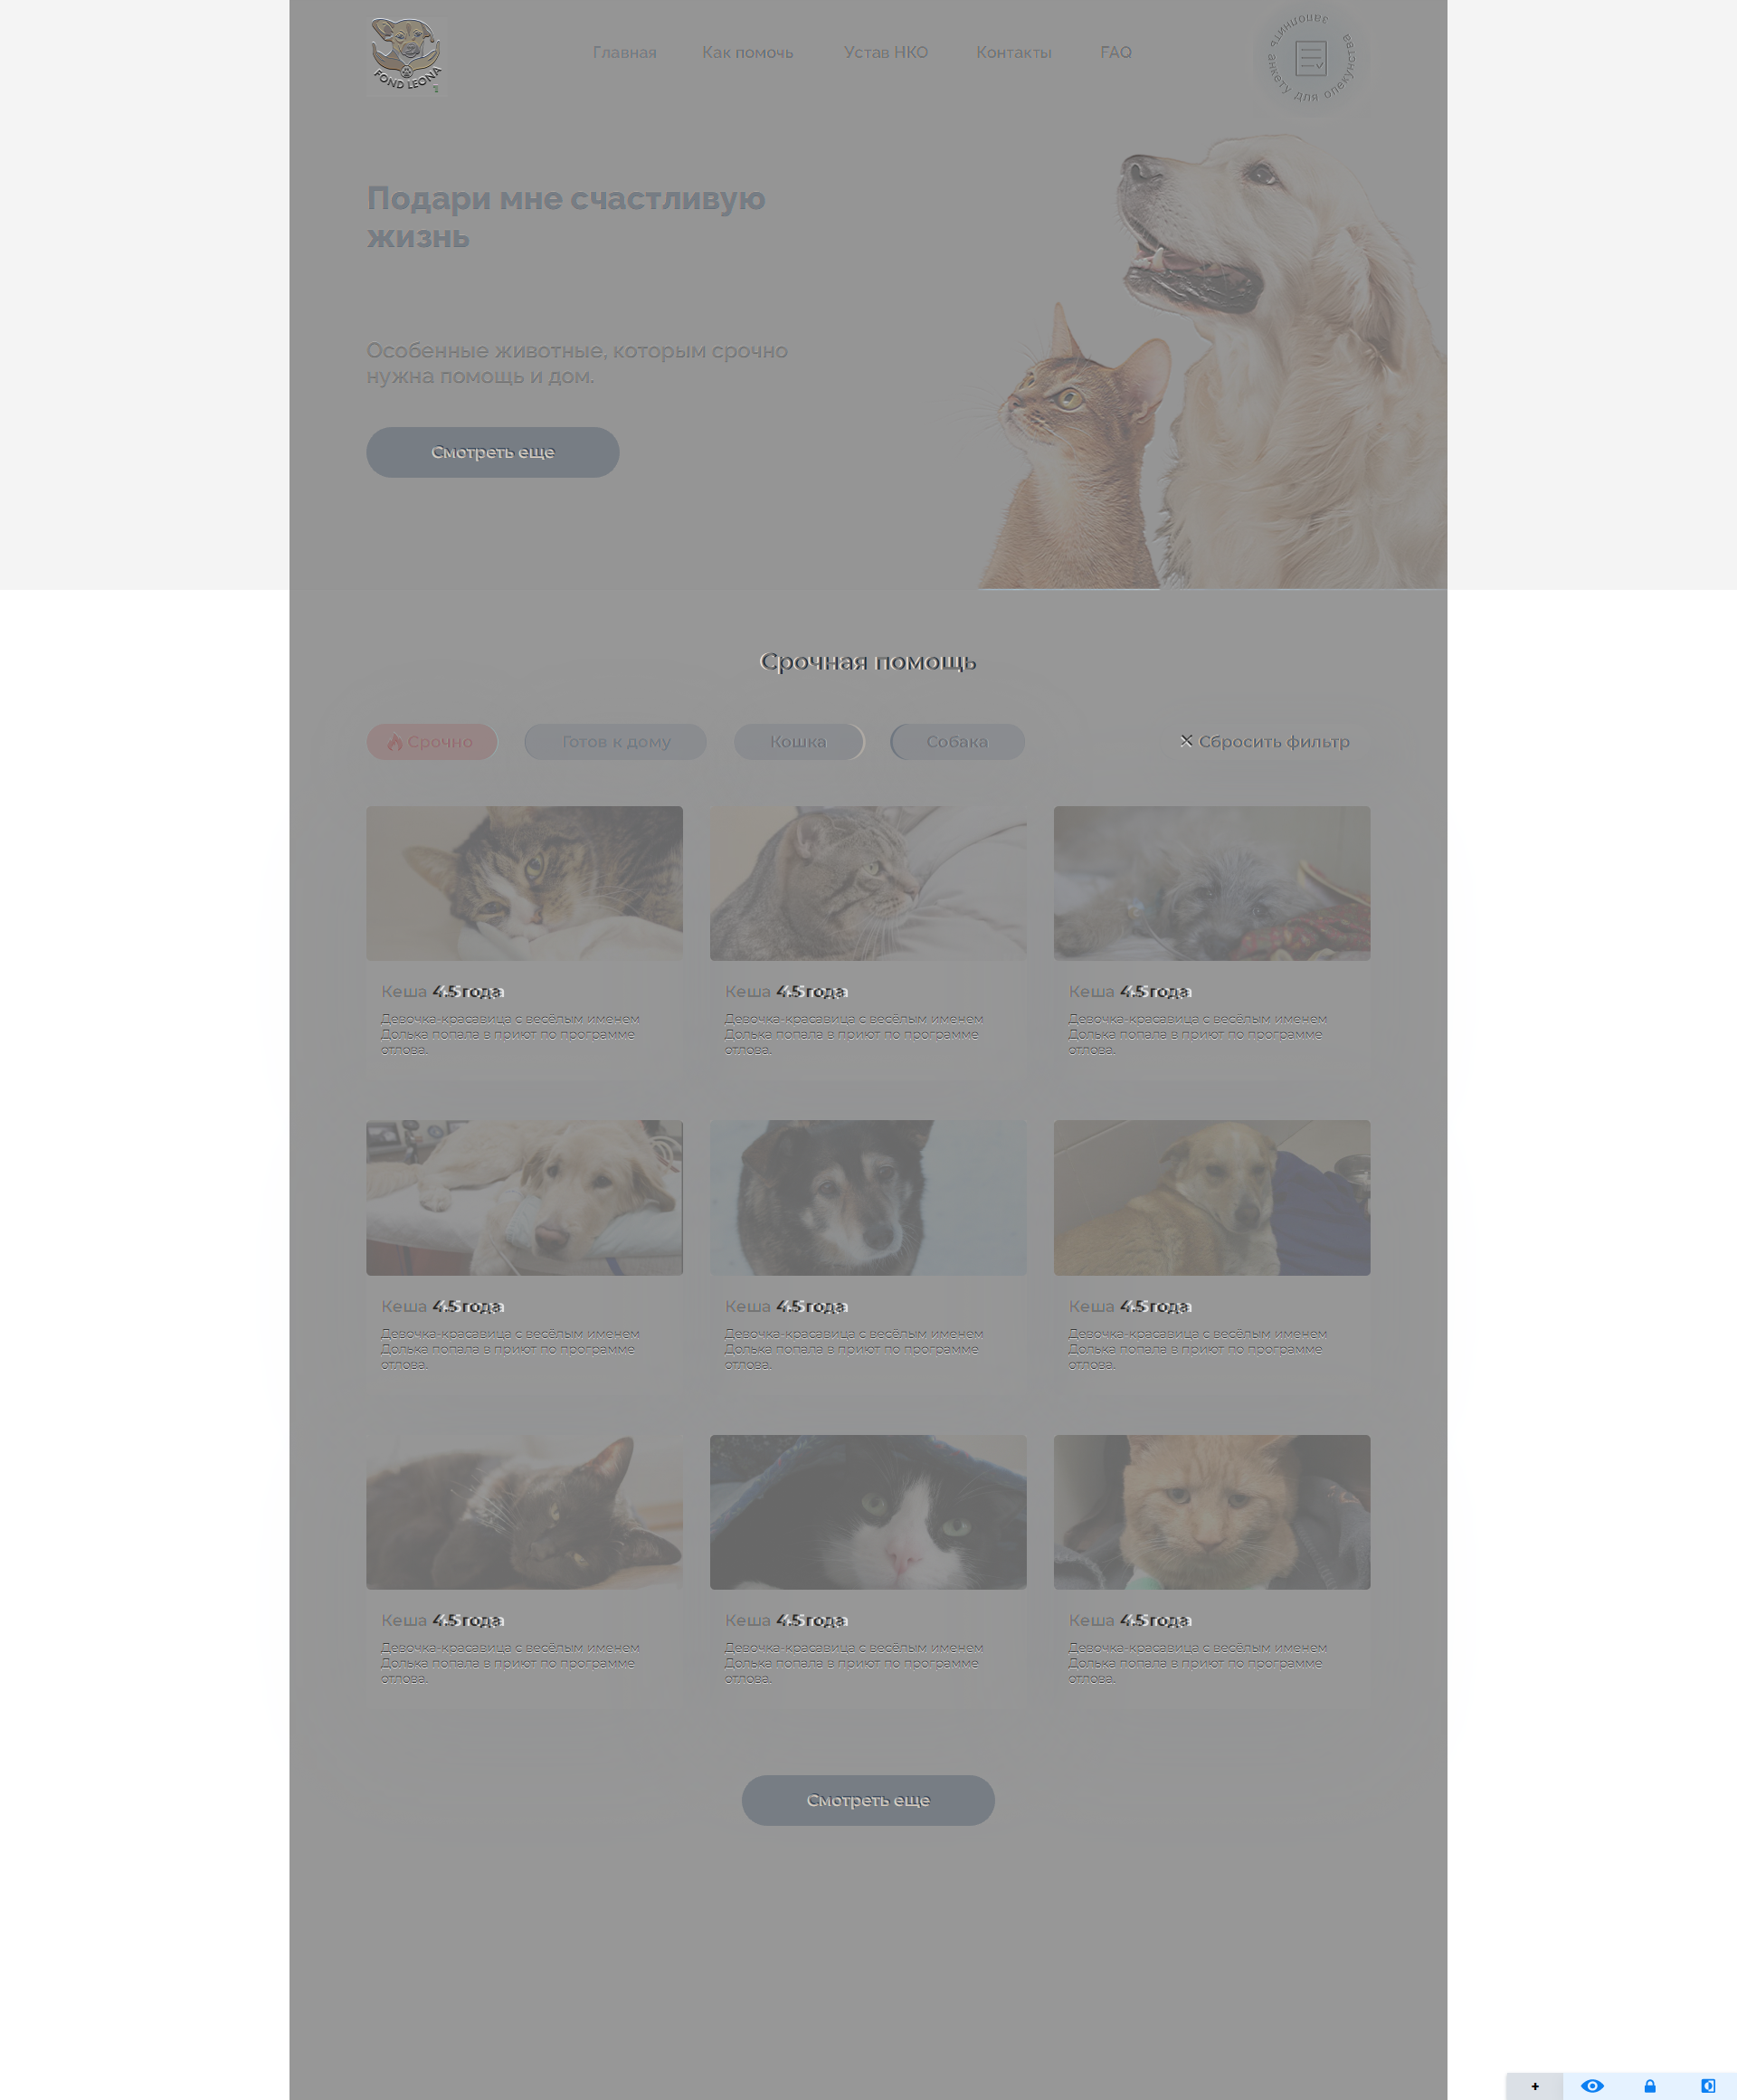 FOND LEONA
Главная Как помочь Устав НКО Контакты FAQ
заполнить анкету для опекунства
Подари мне счастливую
жизнь
Особенные животные, которым срочно
нужна помощь и дом.
Смотреть еще
Срочная помощь
Срочно Готов к дому Кошка Собака Сбросить фильтр
Кеша 4.5 года
Девочка-красавица с весёлым именем
Долька попала в приют по программе
отлова.
Кеша 4.5 года
Девочка-красавица с весёлым именем
Долька попала в приют по программе
отлова.
Кеша 4.5 года
Девочка-красавица с весёлым именем
Долька попала в приют по программе
отлова.
Кеша 4.5 года
Девочка-красавица с весёлым именем
Долька попала в приют по программе
отлова.
Кеша 4.5 года
Девочка-красавица с весёлым именем
Долька попала в приют по программе
отлова.
Кеша 4.5 года
Девочка-красавица с весёлым именем
Долька попала в приют по программе
отлова.
Кеша 4.5 года
Девочка-красавица с весёлым именем
Долька попала в приют по программе
отлова.
Кеша 4.5 года
Девочка-красавица с весёлым именем
Долька попала в приют по программе
отлова.
Кеша 4.5 года
Девочка-красавица с весёлым именем
Долька попала в приют по программе
отлова.
Смотреть еще
+